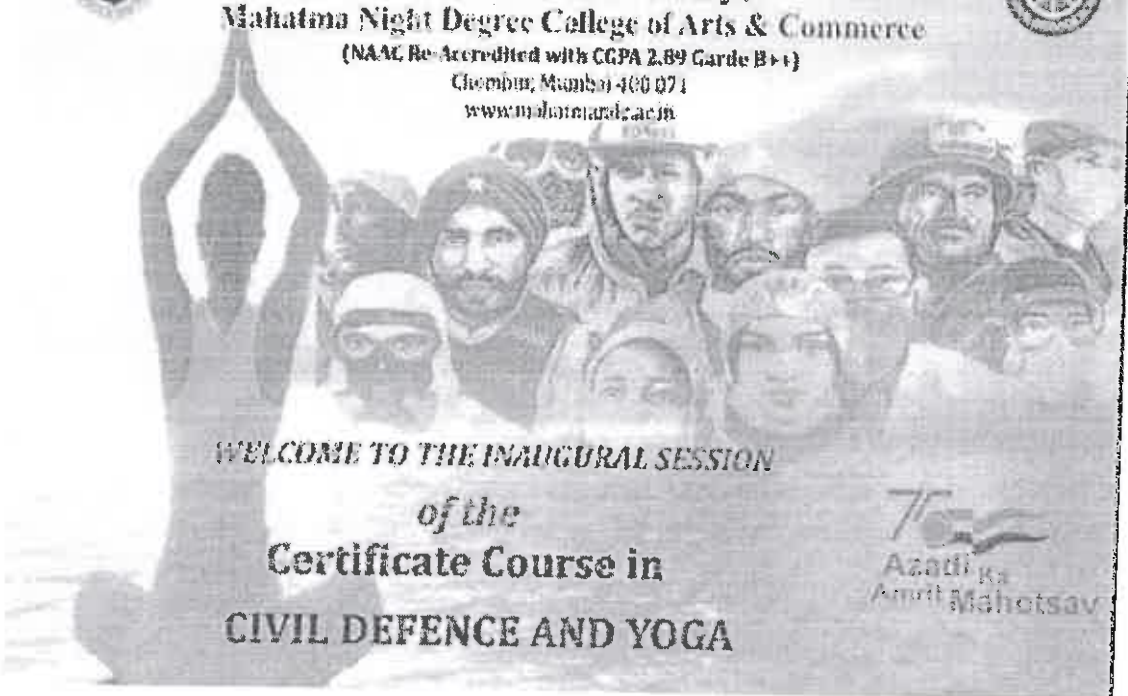 Mahatma Night Degree College of Arts & Commerce
(NAAC Re-Accredited with CGPA 2.89 Garde B++)
Chembur, Mumbai-400 071
WELCOME TO THE INAUGURAL SESSION
of the
Certificate Course in
CIVIL DEFENCE AND YOGA
Azadi Ka
Amrit Mahotsav